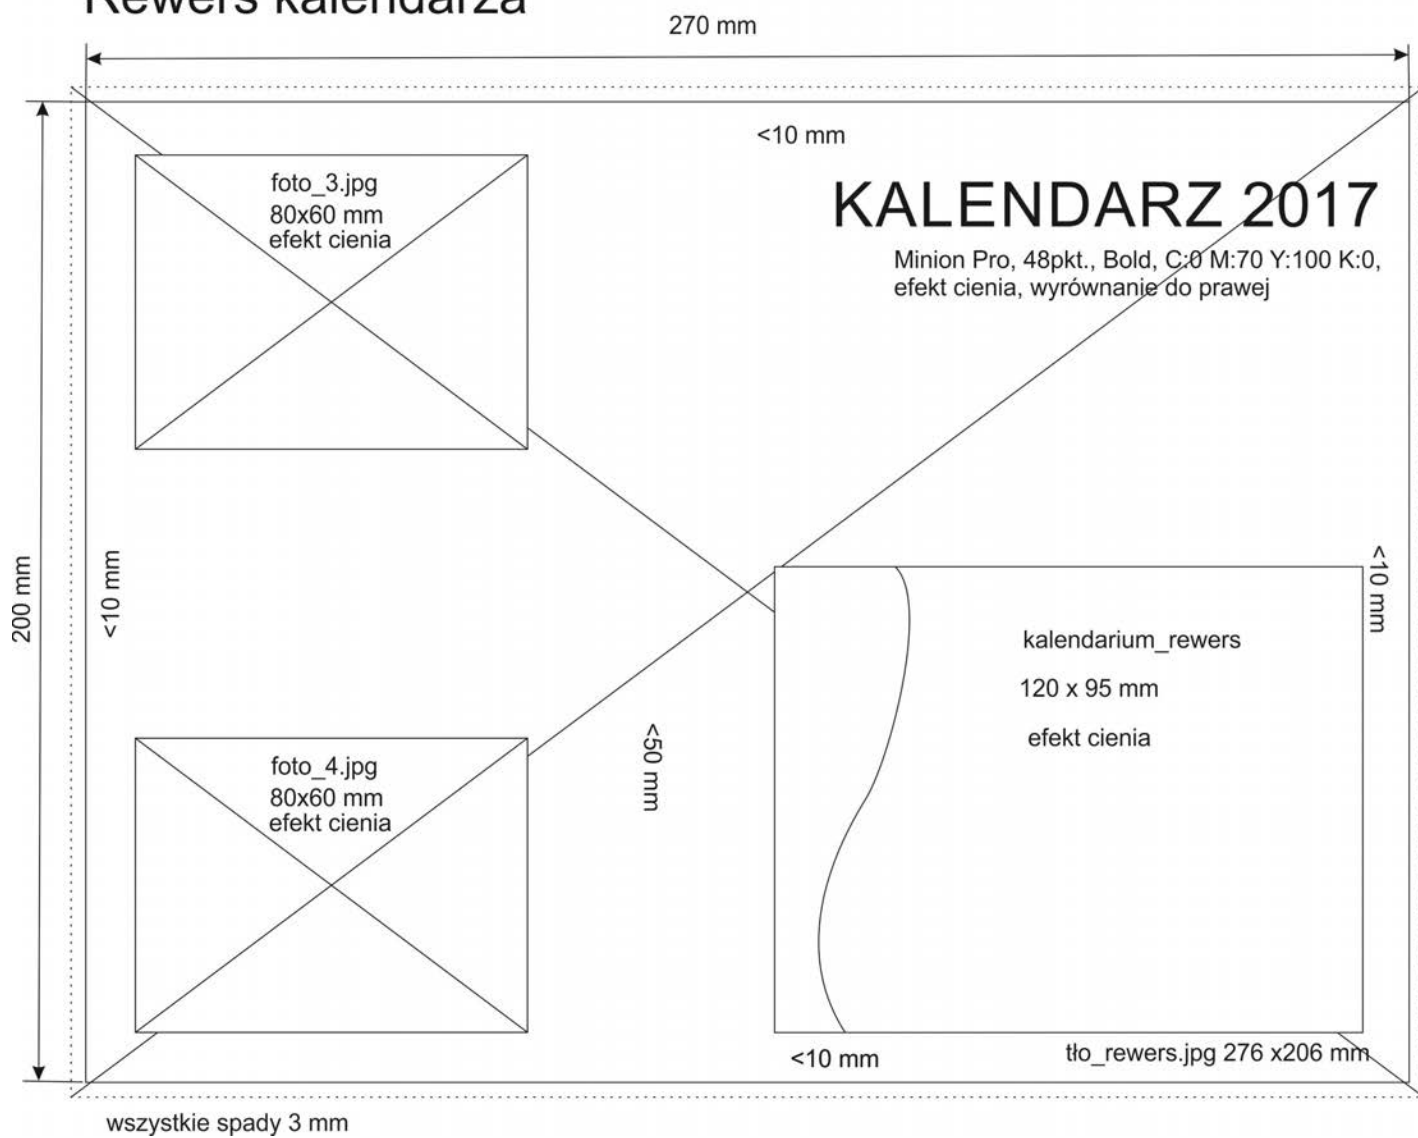 Rewers kalendarza
270 mm
<10 mm
foto_3.jpg
80x60 mm
efekt cienia
KALENDARZ 2017
Minion Pro, 48pkt., Bold, C:0 M:70 Y:100 K:0,
efekt cienia, wyrównanie do prawej
200 mm
<10 mm
<10 mm
kalendarium_rewers
120 x 95 mm
efekt cienia
<50 mm
foto_4.jpg
80x60 mm
efekt cienia
<10 mm
tło_rewers.jpg 276 x206 mm
wszystkie spady 3 mm